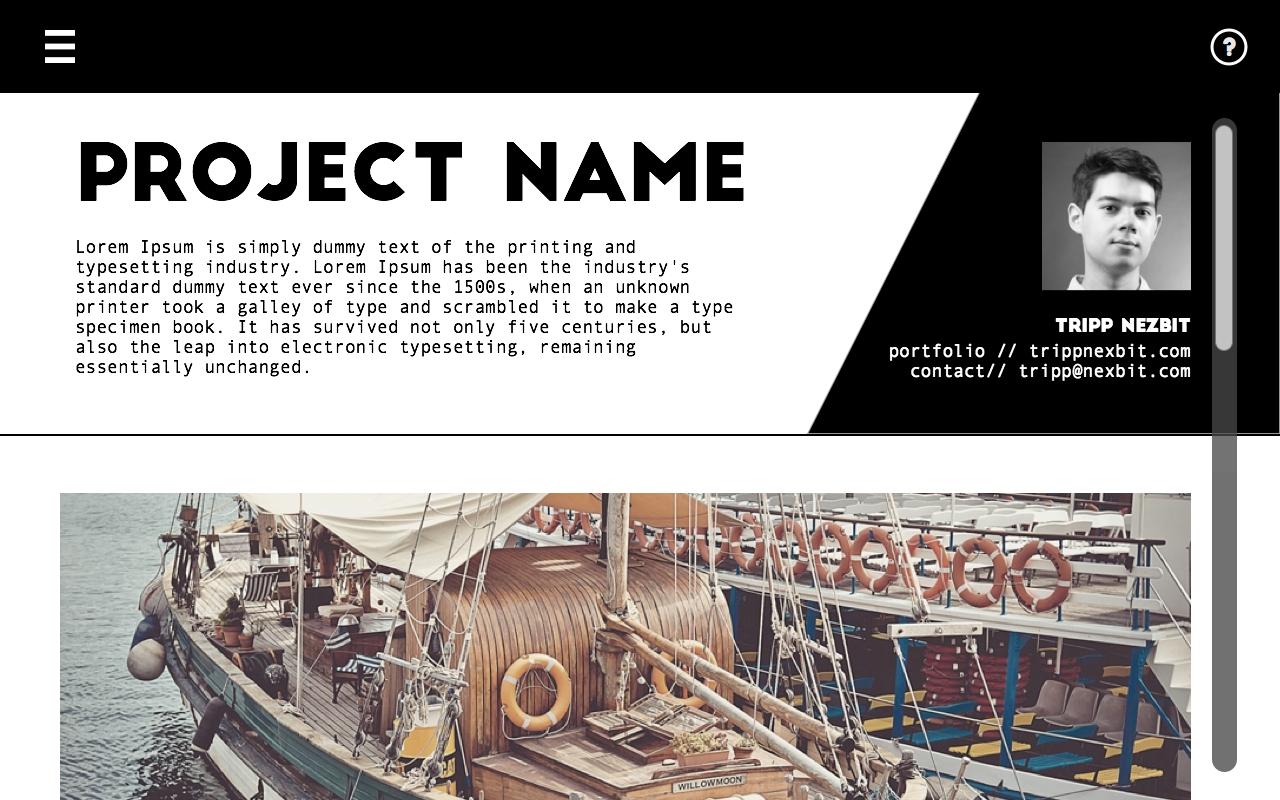 ?
PROJECT NAME
Lorem Ipsum is simply dummy text of the printing and
typesetting industry. Lorem Ipsum has been the industry's
standard dummy text ever since the 1500s, when an unknown
printer took a galley of type and scrambled it to make a type
specimen book. It has survived not only five centuries, but
also the leap into electronic typesetting, remaining
essentially unchanged.
TRIPP NEZBIT
portfolio // trippnexbit.com
contact// tripp@nexbit.com
WILLOWMOON